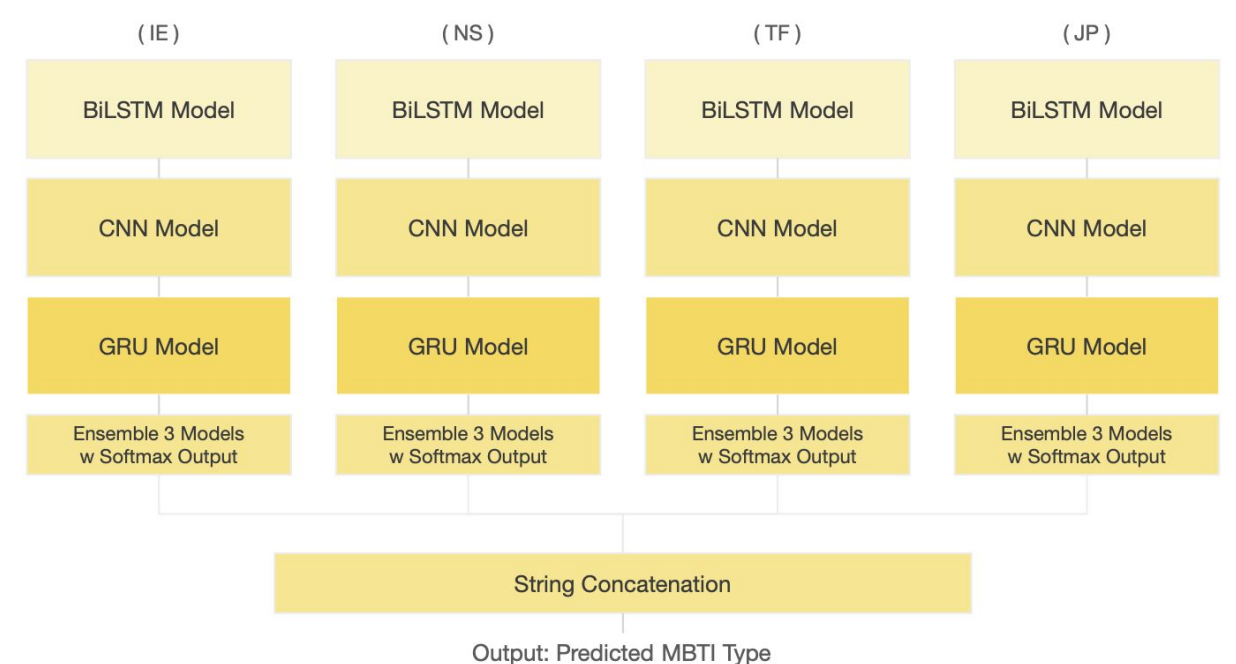 ( IE )
( NS )
( TF )
( JP )
BiLSTM Model
BiLSTM Model
BiLSTM Model
BiLSTM Model
CNN Model
CNN Model
CNN Model
CNN Model
GRU Model
GRU Model
GRU Model
GRU Model
Ensemble 3 Models
w Softmax Output
Ensemble 3 Models
w Softmax Output
Ensemble 3 Models
w Softmax Output
Ensemble 3 Models
w Softmax Output
String Concatenation
Output: Predicted MBTI Type